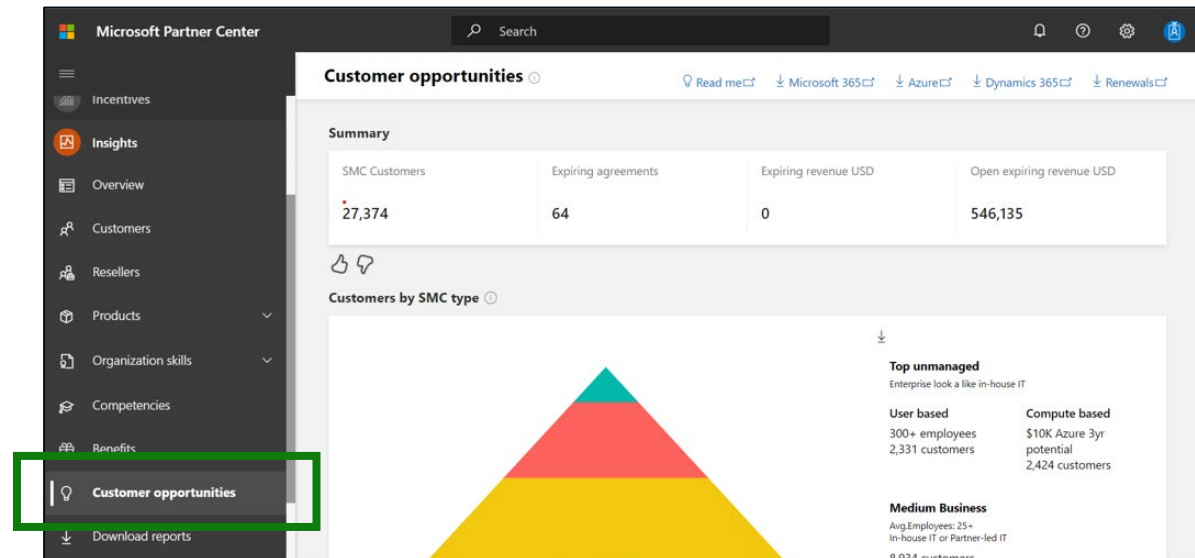 Microsoft Partner Center
Search
Incentives
Insights
Overview
Customers
Resellers
Products
Organization skills
Competencies
Benefits
Customer opportunities
Download reports
Customer opportunities
Read me
Microsoft 365
Azure
Dynamics 365
Renewals
Summary
SMC Customers
27,374
Expiring agreements
64
Expiring revenue USD
0
Open expiring revenue USD
546,135
Customers by SMC type
Top unmanaged
Enterprise look a like in-house IT
User based
300+ employees
2,331 customers
Compute based
$10K Azure 3yr
potential
2,424 customers
Medium Business
Avg.Employees: 25+
In-house IT or Partner-led IT
8,934 customers